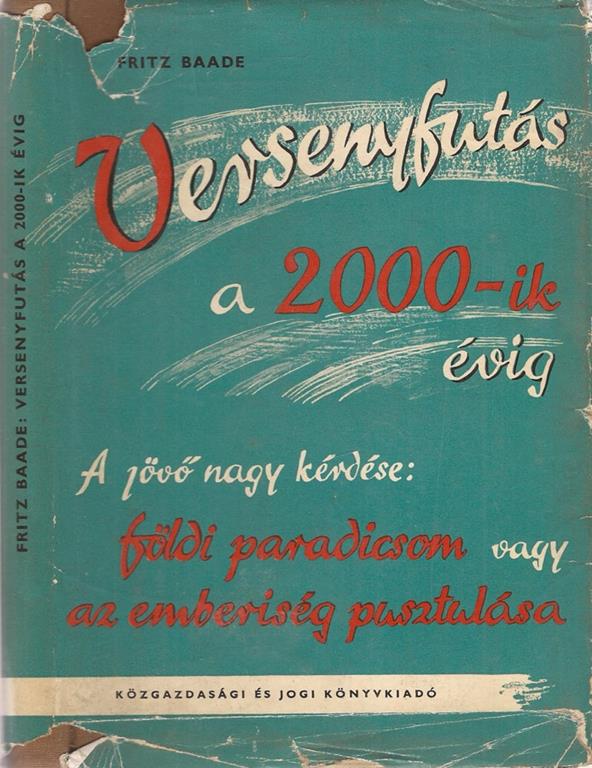 FRITZ BAADE
Versenyfutás
a 2000-ik
évig
A jövő nagy kérdése:
földi paradicsom vagy
az emberiség pusztulása
KÖZGAZDASÁGI ÉS JOGI KÖNYVKIADÓ
FRITZ BAADE: VERSENYFUTÁS A 2000-IK ÉVIG